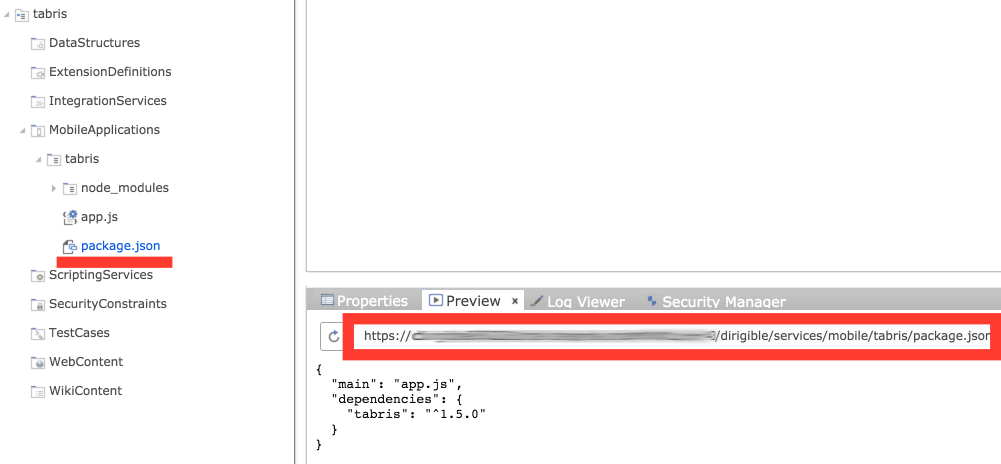 tabris
DataStructures
ExtensionDefinitions
IntegrationServices
MobileApplications
tabris
node_modules
app.js
package.json
ScriptingServices
SecurityConstraints
TestCases
WebContent
WikiContent
Properties Preview × Log Viewer Security Manager
https:// /dirigible/services/mobile/tabris/package.json
{
"main": "app.js",
"dependencies": {
"tabris": "^1.5.0"
}
}